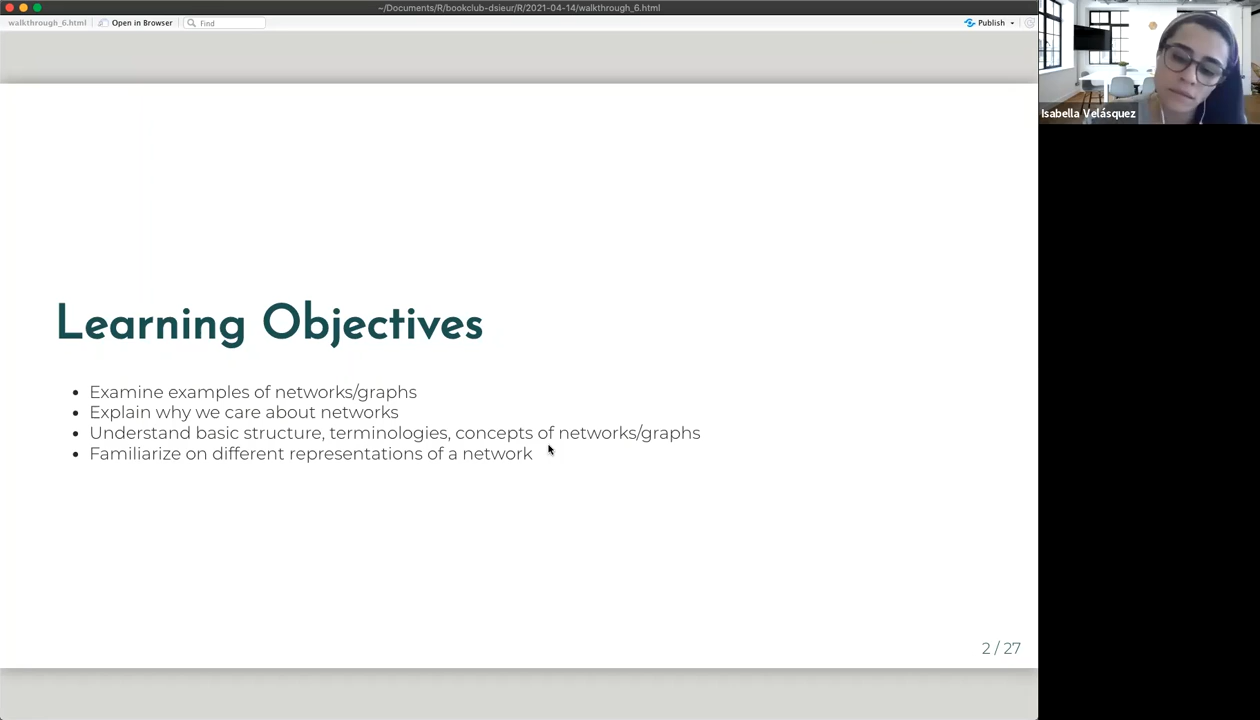 ~/Documents/R/bookclub-dsieur/R/2021-04-14/walkthrough_6.html
walkthrough_6.html
Open in Browser
Find
Publish
Isabella Velásquez
Learning Objectives
• Examine examples of networks/graphs
• Explain why we care about networks
• Understand basic structure, terminologies, concepts of networks/graphs
• Familiarize on different representations of a network
2 / 27